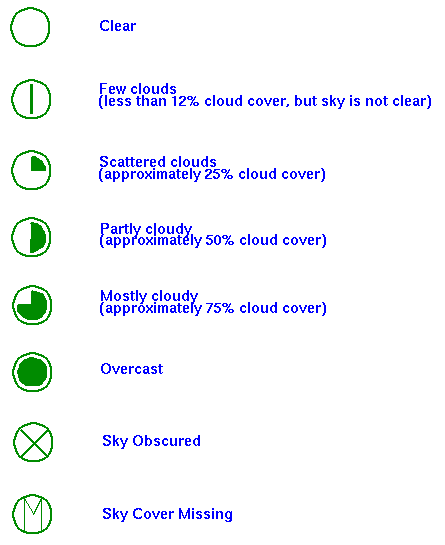 Clear
Few clouds
(less than 12% cloud cover, but sky is not clear)
Scattered clouds
(approximately 25% cloud cover)
Partly cloudy
(approximately 50% cloud cover)
Mostly cloudy
(approximately 75% cloud cover)
Overcast
Sky Obscured
M
Sky Cover Missing